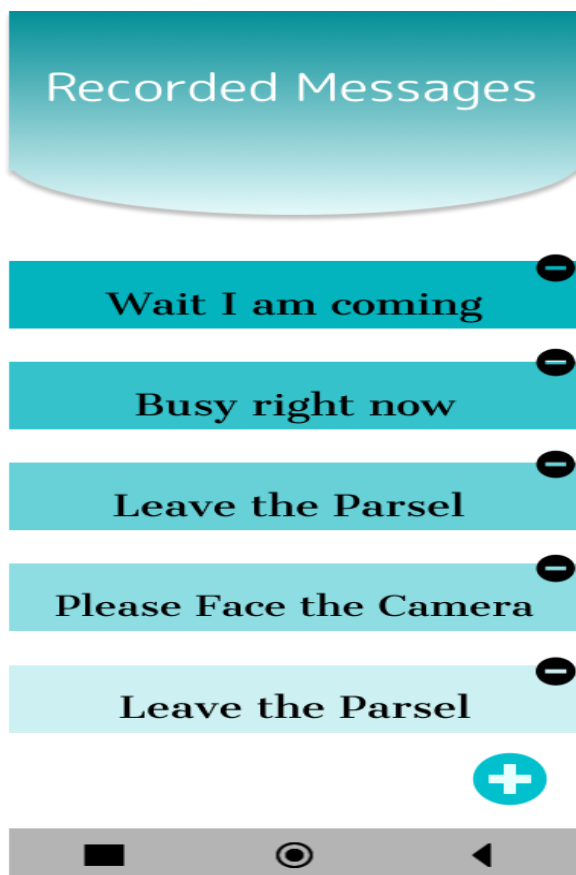 Recorded Messages
Wait I am coming
Busy right now
Leave the Parsel
Please Face the Camera
Leave the Parsel